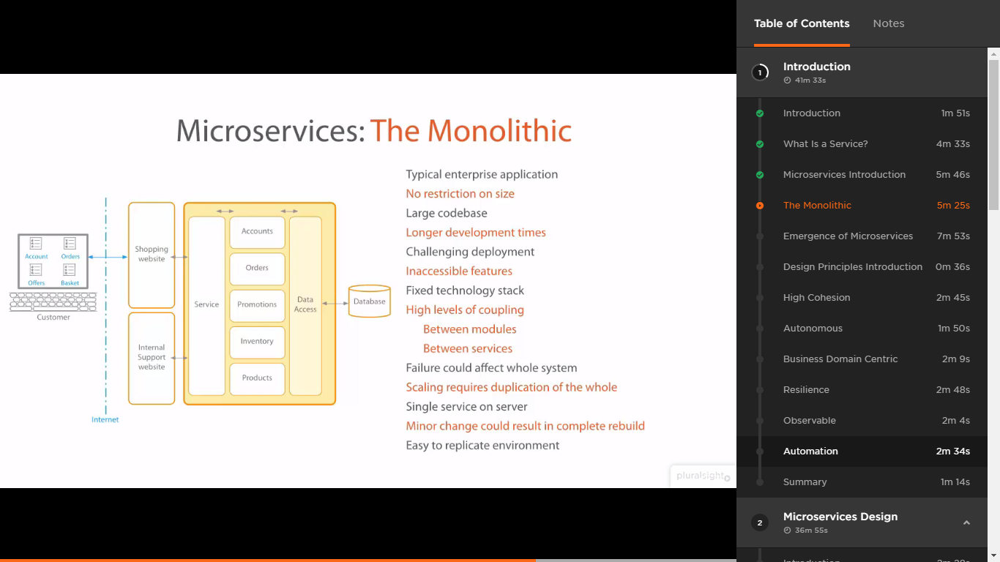 Microservices: The Monolithic
Typical enterprise application
No restriction on size
Large codebase
Longer development times
Challenging deployment
Inaccessible features
Fixed technology stack
High levels of coupling
Between modules
Between services
Failure could affect whole system
Scaling requires duplication of the whole
Single service on server
Minor change could result in complete rebuild
Easy to replicate environment
Account
Orders
Offers
Basket
Customer
Internet
Shopping
website
Internal
Support
website
Service
Accounts
Orders
Promotions
Inventory
Products
Data
Access
Database
pluralsight
Table of Contents
Notes
1
Introduction
41m 33s
Introduction 1m 51s
What Is a Service? 4m 33s
Microservices Introduction 5m 46s
The Monolithic 5m 25s
Emergence of Microservices 7m 53s
Design Principles Introduction 0m 36s
High Cohesion 2m 45s
Autonomous 1m 50s
Business Domain Centric 2m 9s
Resilience 2m 48s
Observable 2m 4s
Automation 2m 34s
Summary 1m 14s
2
Microservices Design
36m 55s